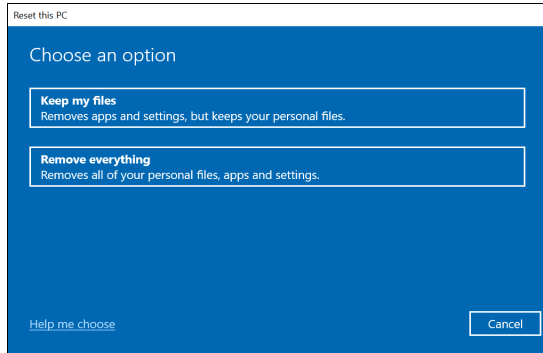 Reset this PC
Choose an option
Keep my files
Removes apps and settings, but keeps your personal files.
Remove everything
Removes all of your personal files, apps and settings.
Help me choose
Cancel